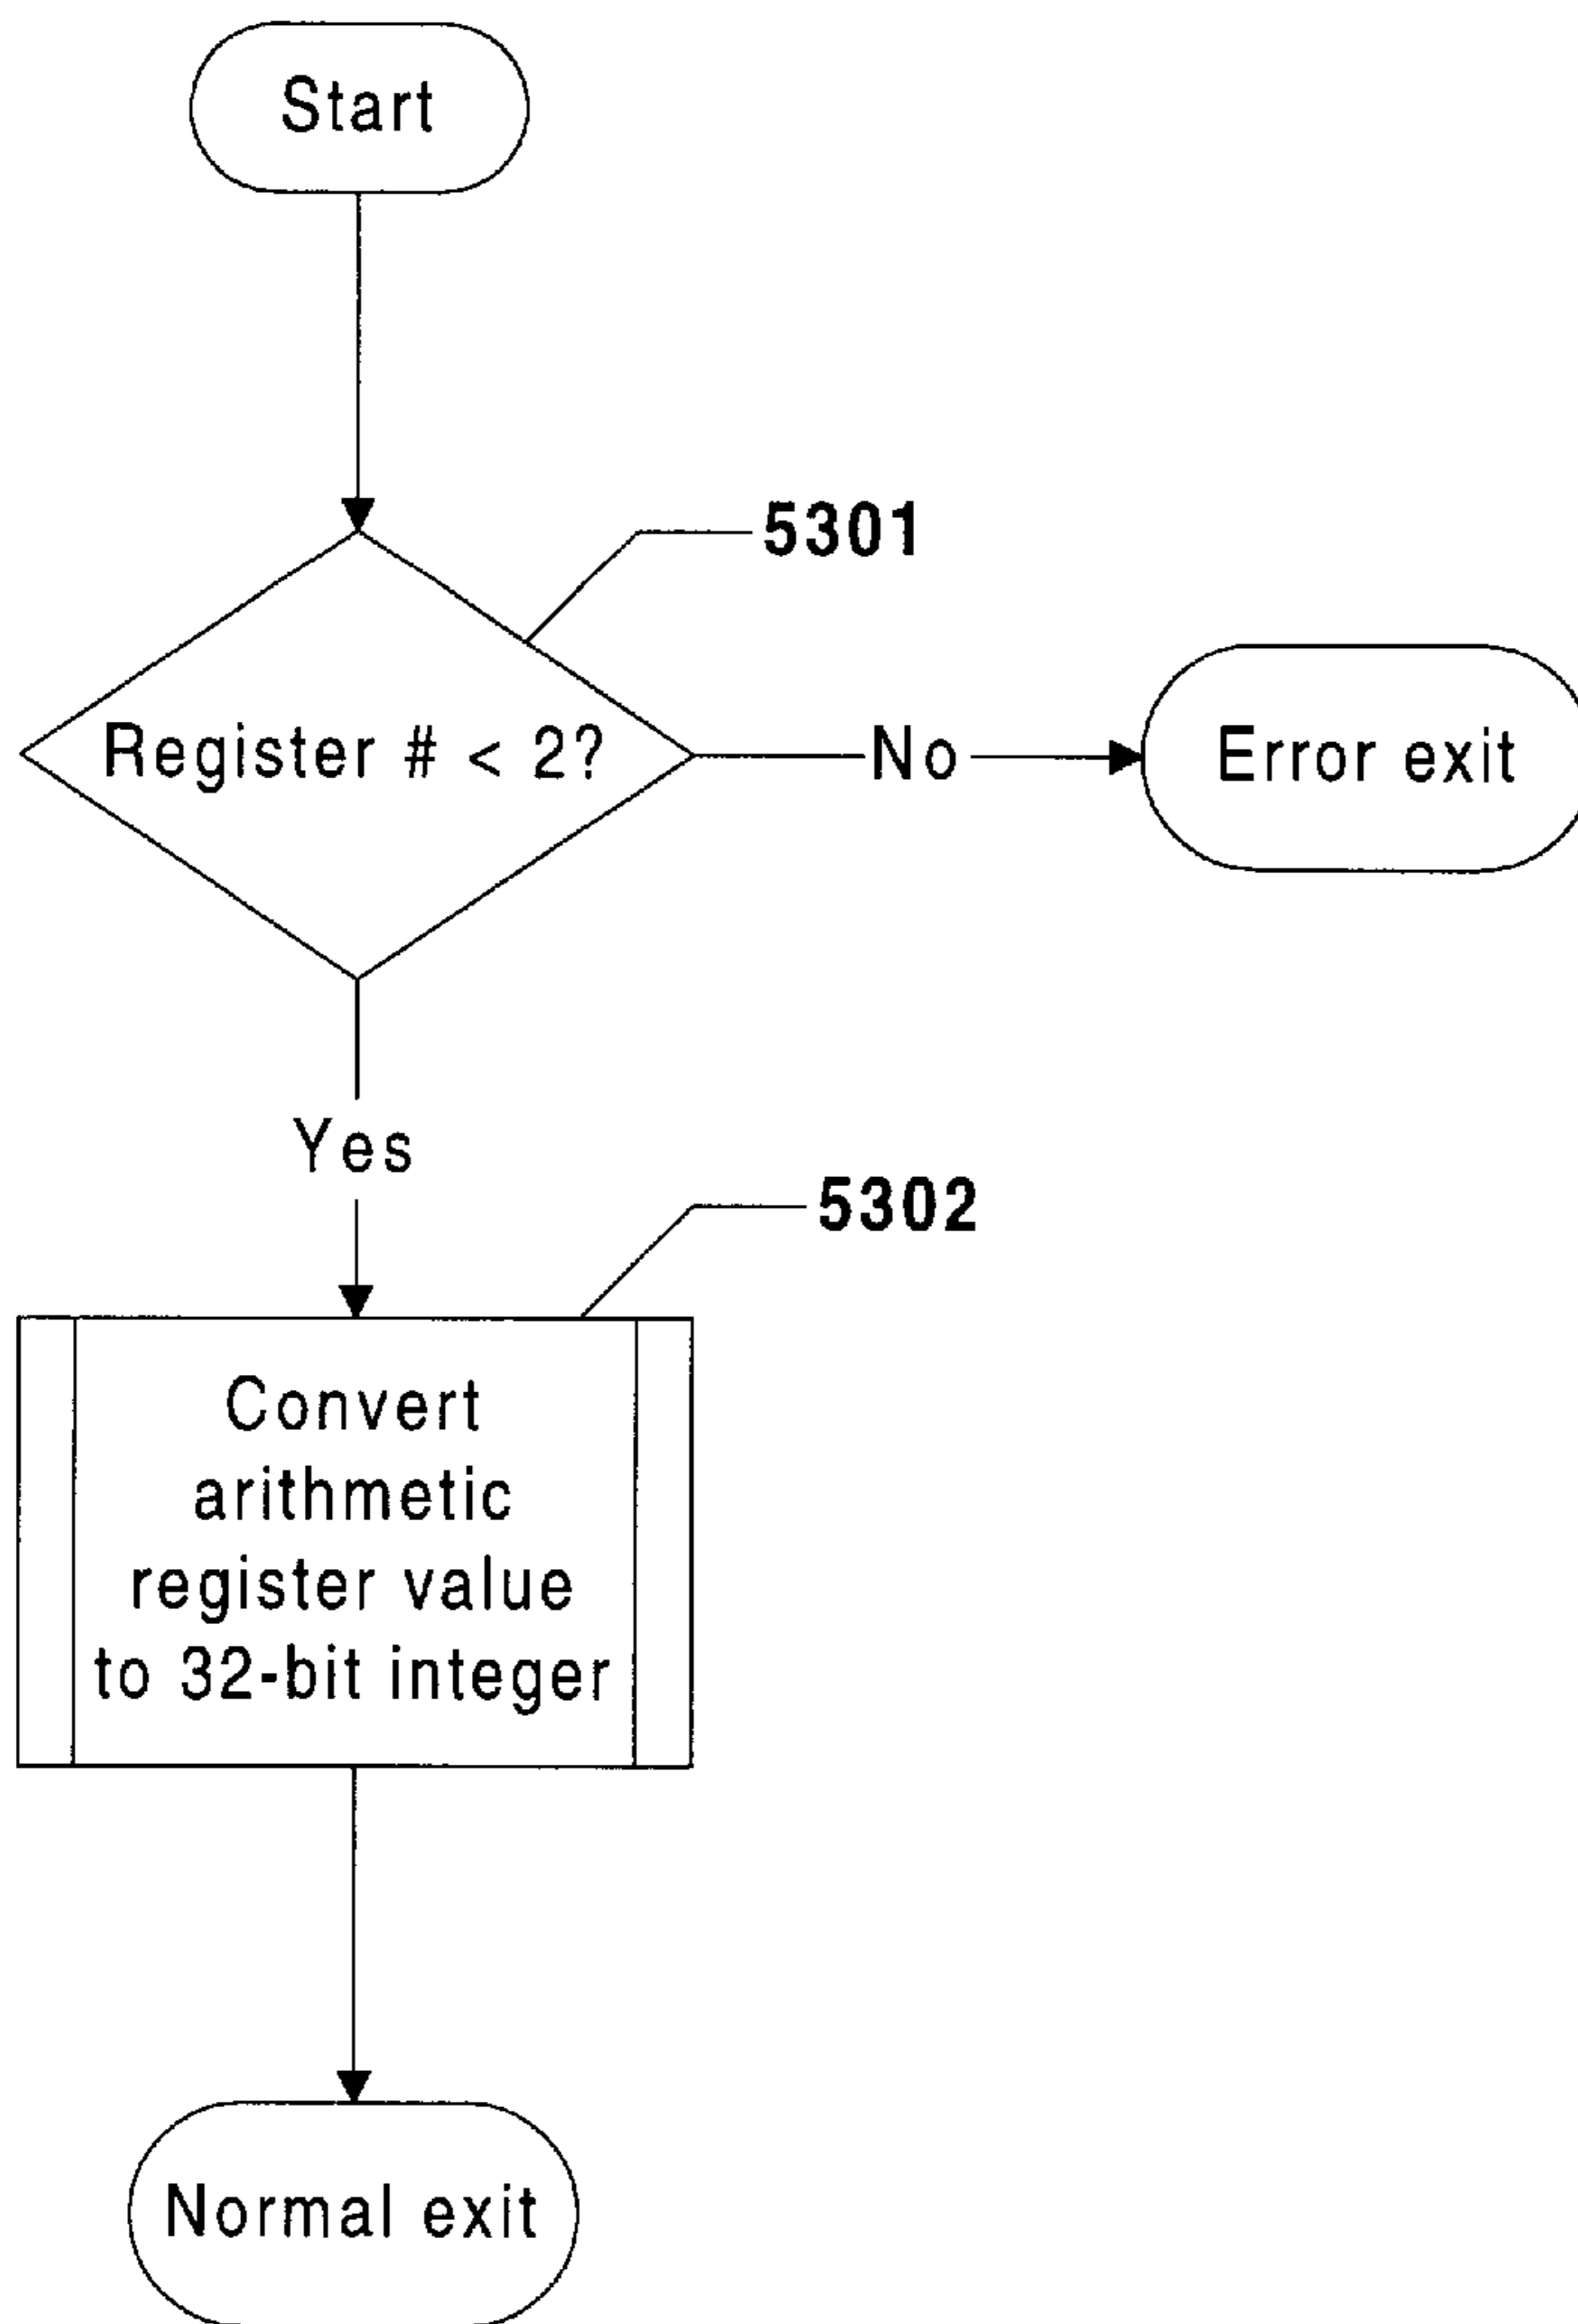 Start
5301
Register # < 2?
No
Error exit
Yes
5302
Convert
arithmetic
register value
to 32-bit integer
Normal exit